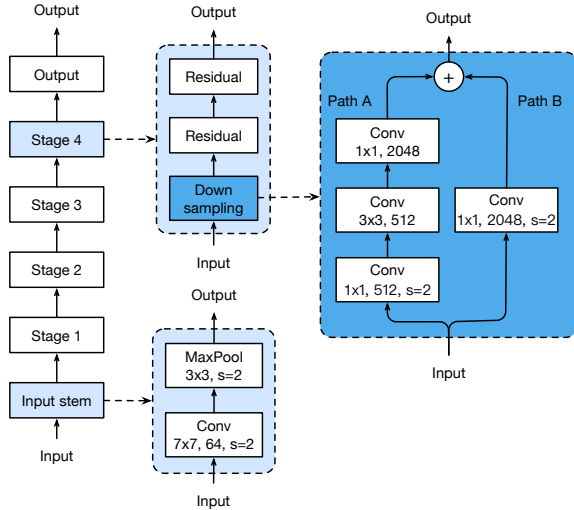 Output
Output
Stage 4
Stage 3
Stage 2
Stage 1
Input stem
Input
Output
Residual
Residual
Down
sampling
Input
Output
MaxPool
3x3, s=2
Conv
7x7, 64, s=2
Input
Output
+
Path A
Path B
Conv
1x1, 2048
Conv
3x3, 512
Conv
1x1, 2048, s=2
Conv
1x1, 512, s=2
Input